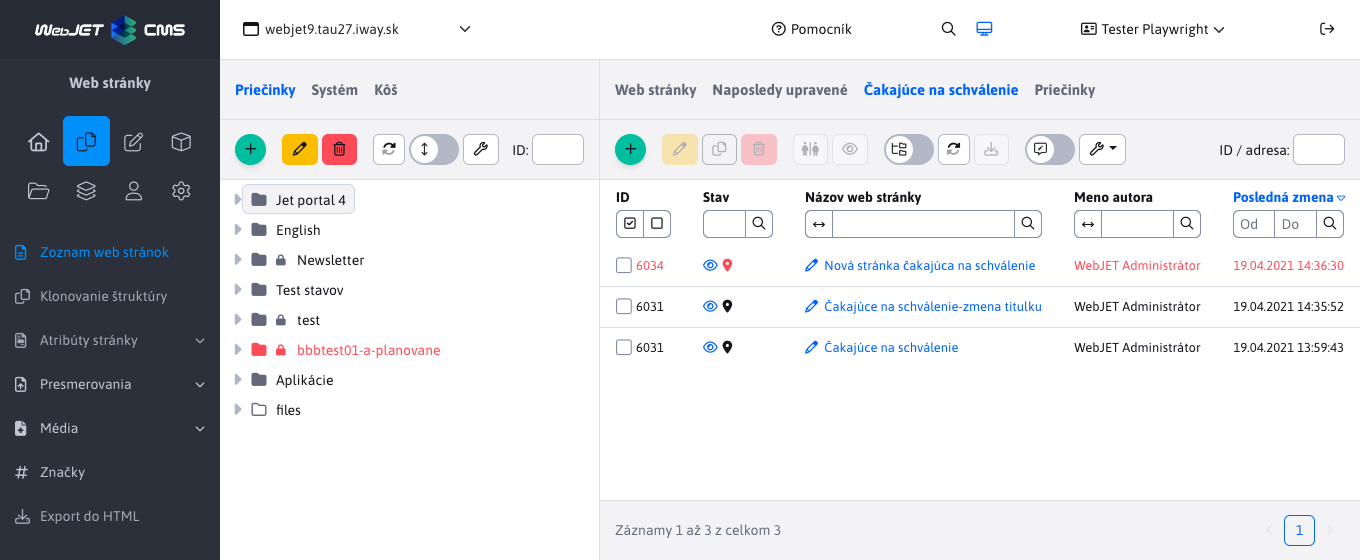 WebJET CMS
webjet9.tau27.iway.sk
Pomocník
Tester Playwright
Web stránky
Zoznam web stránok
Klonovanie štruktúry
Atribúty stránky
Presmerovania
Média
Značky
Export do HTML
Priečinky Systém Kôš
ID:
Jet portal 4
English
Newsletter
Test stavov
test
bbbtest01-a-planovane
Aplikácie
files
Web stránky Naposledy upravené Čakajúce na schválenie Priečinky
ID / adresa:
ID Stav Názov web stránky Meno autora Posledná zmena
Od Do
6034 Nová stránka čakajúca na schválenie WebJET Administrátor 19.04.2021 14:36:30
6031 Čakajúce na schválenie-zmena titulku WebJET Administrátor 19.04.2021 14:35:52
6031 Čakajúce na schválenie WebJET Administrátor 19.04.2021 13:59:43
Záznamy 1 až 3 z celkom 3
1